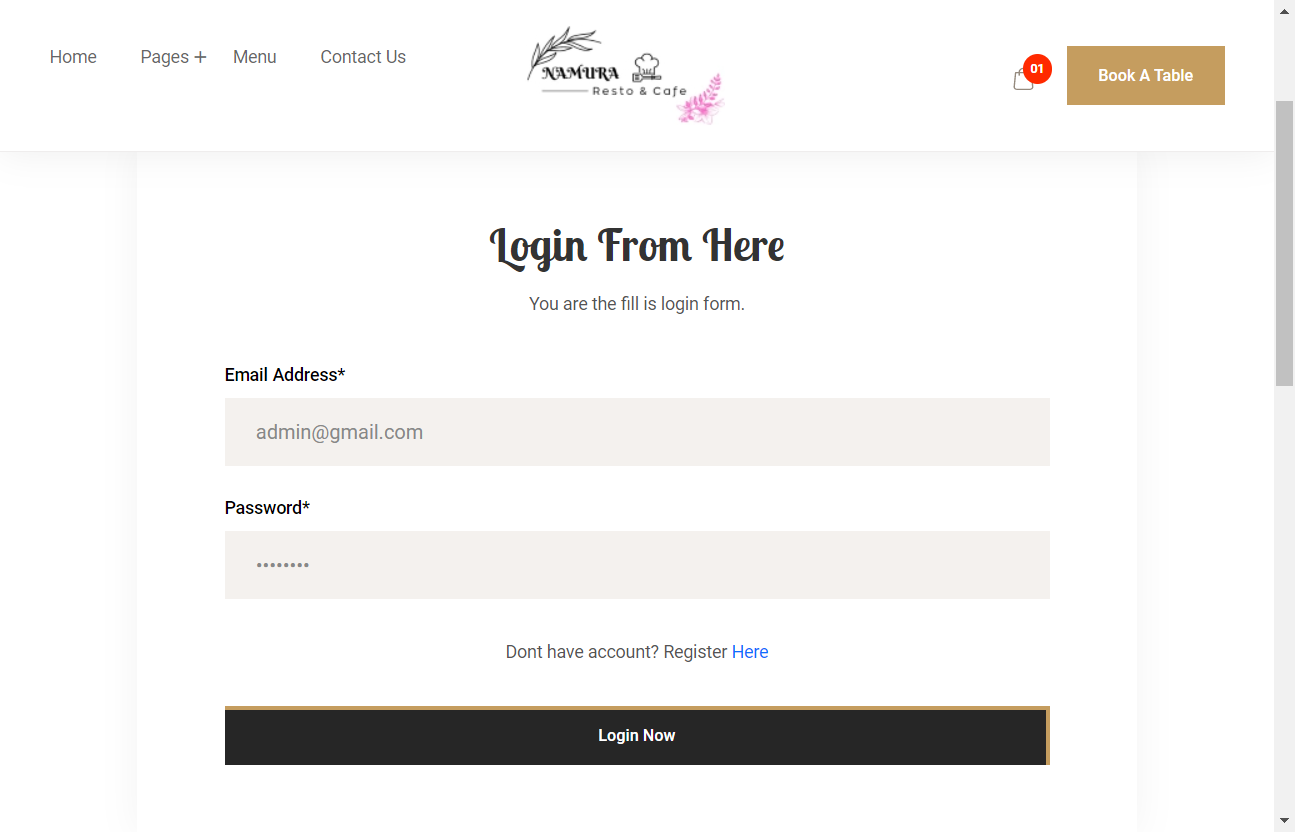 Home Pages + Menu Contact Us
NAMURA
Resto & Cafe
01
Book A Table
Login From Here
You are the fill is login form.
Email Address*
admin@gmail.com
Password*
••••••••
Dont have account? Register Here
Login Now